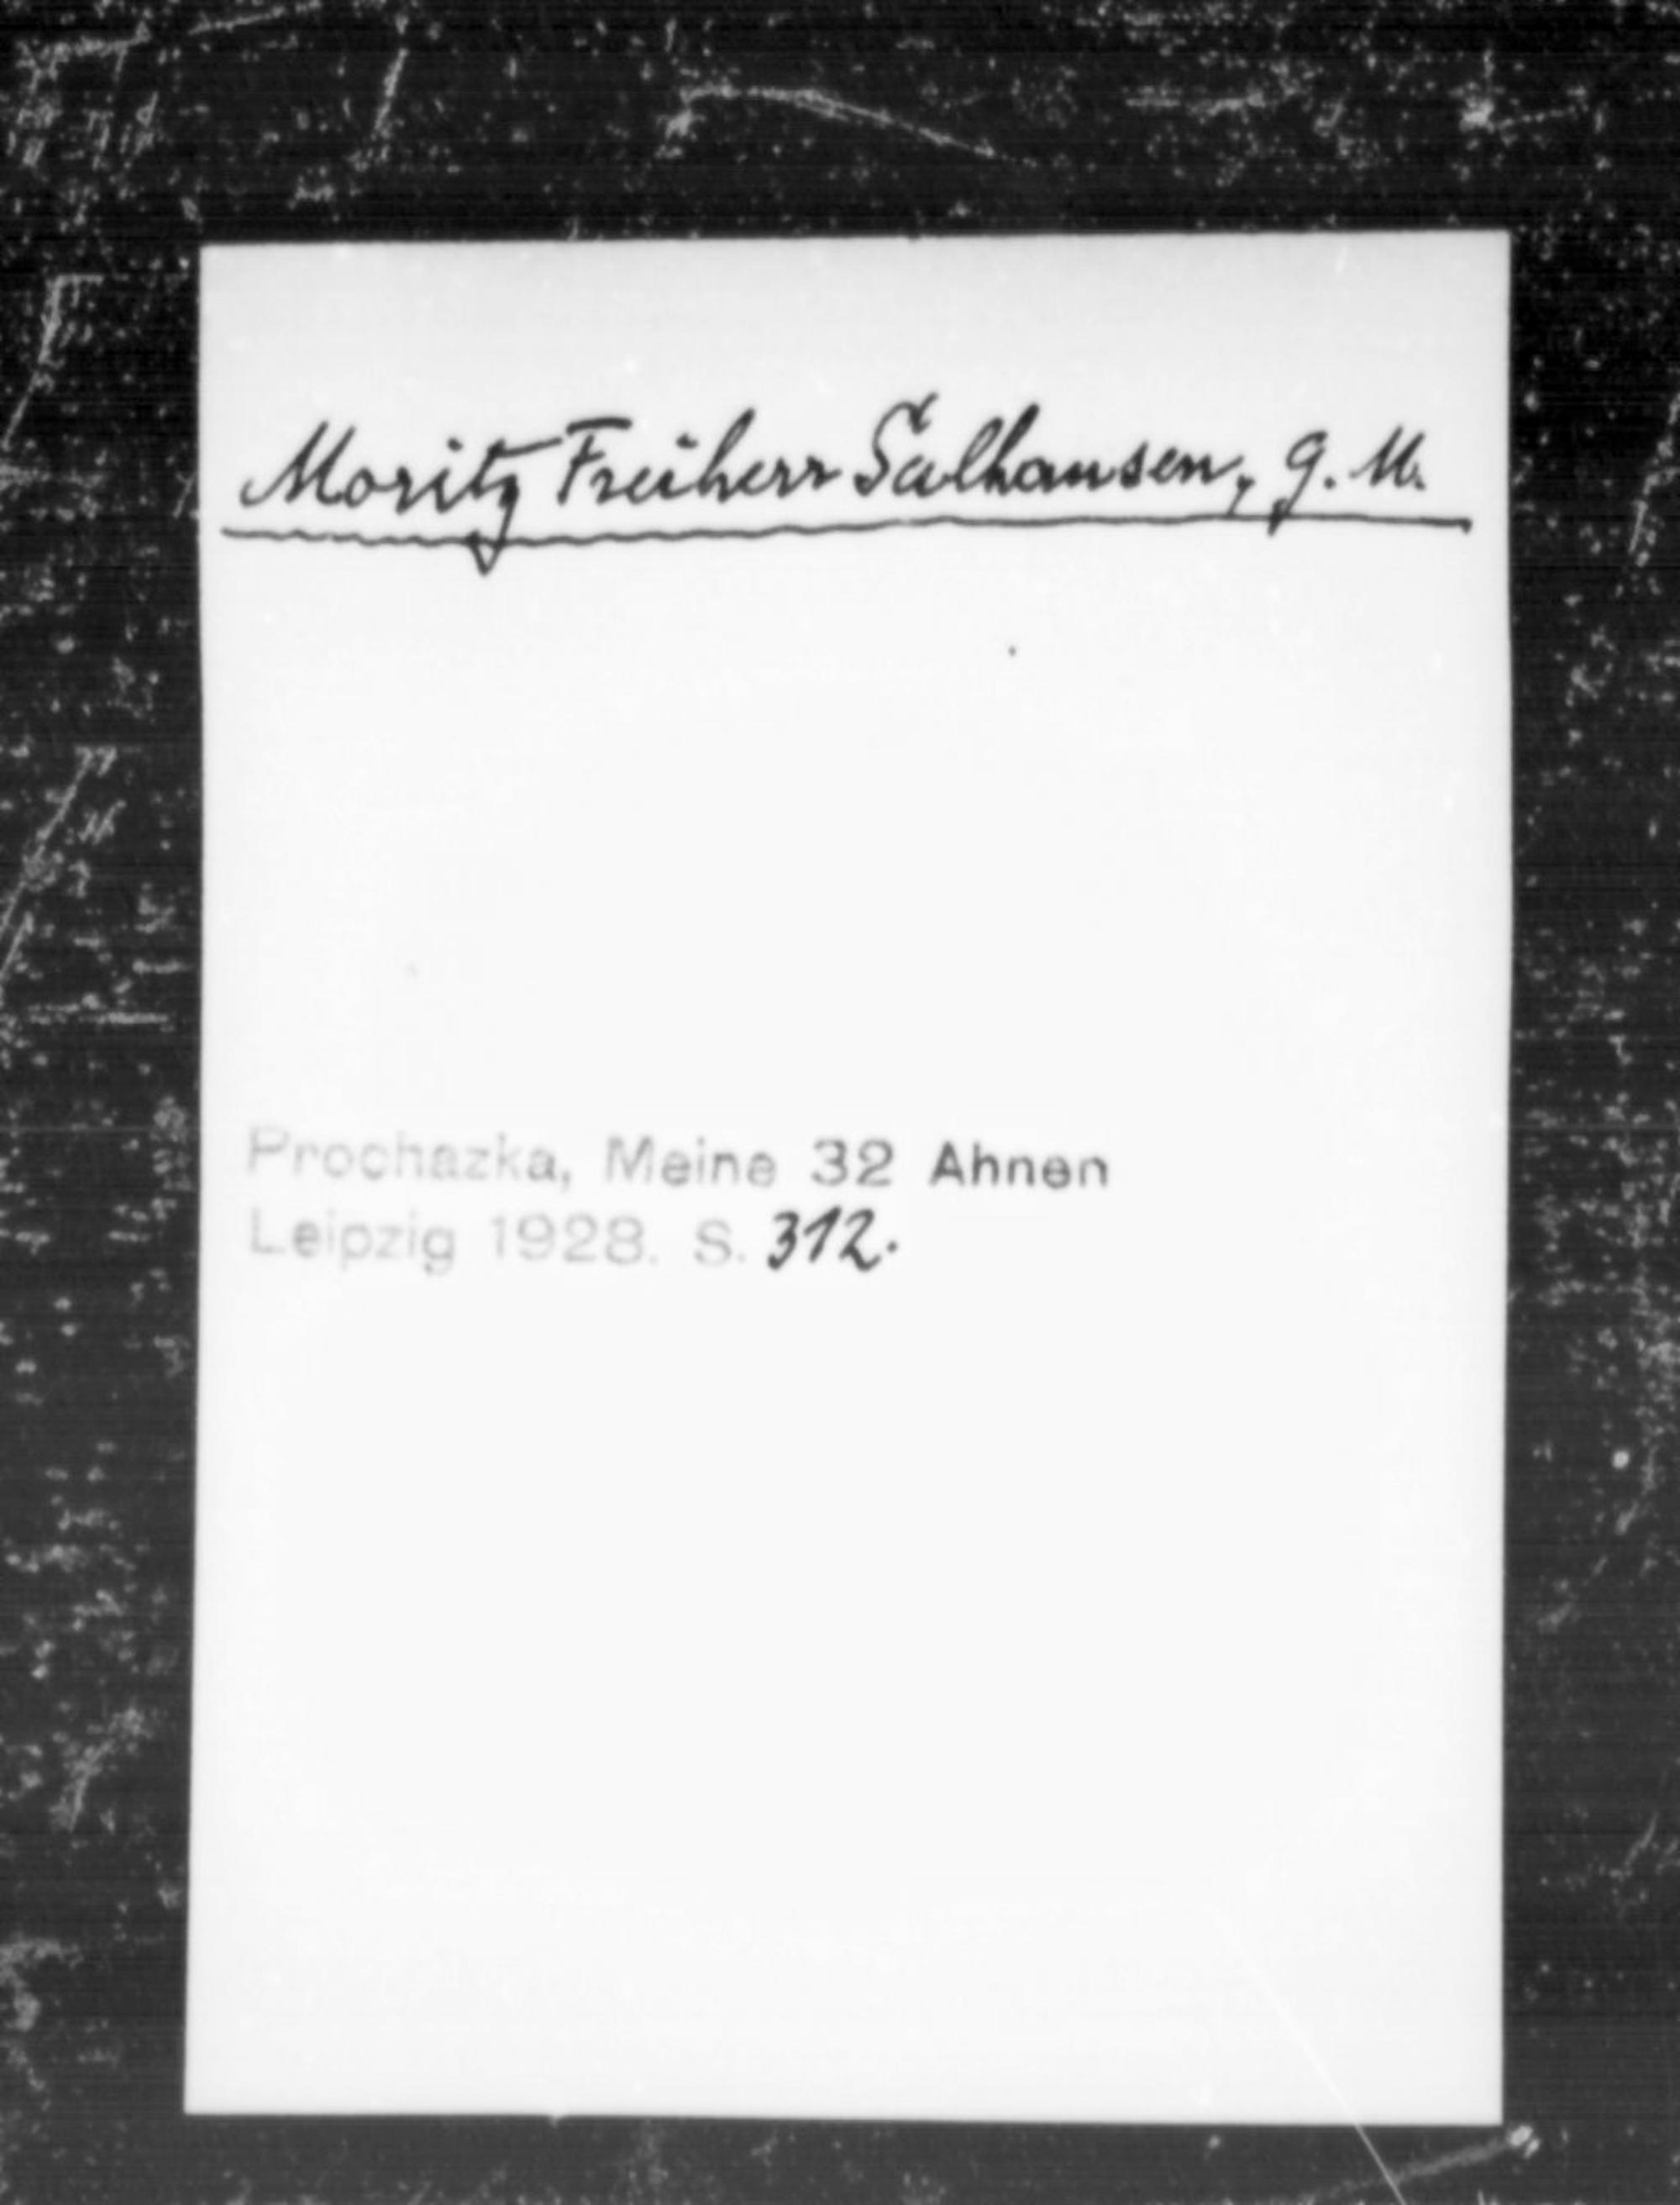 Moritz Freiherr Salhausen, g. M.
Prochazka, Meine 32 Ahnen
Leipzig 1928. S. 312.